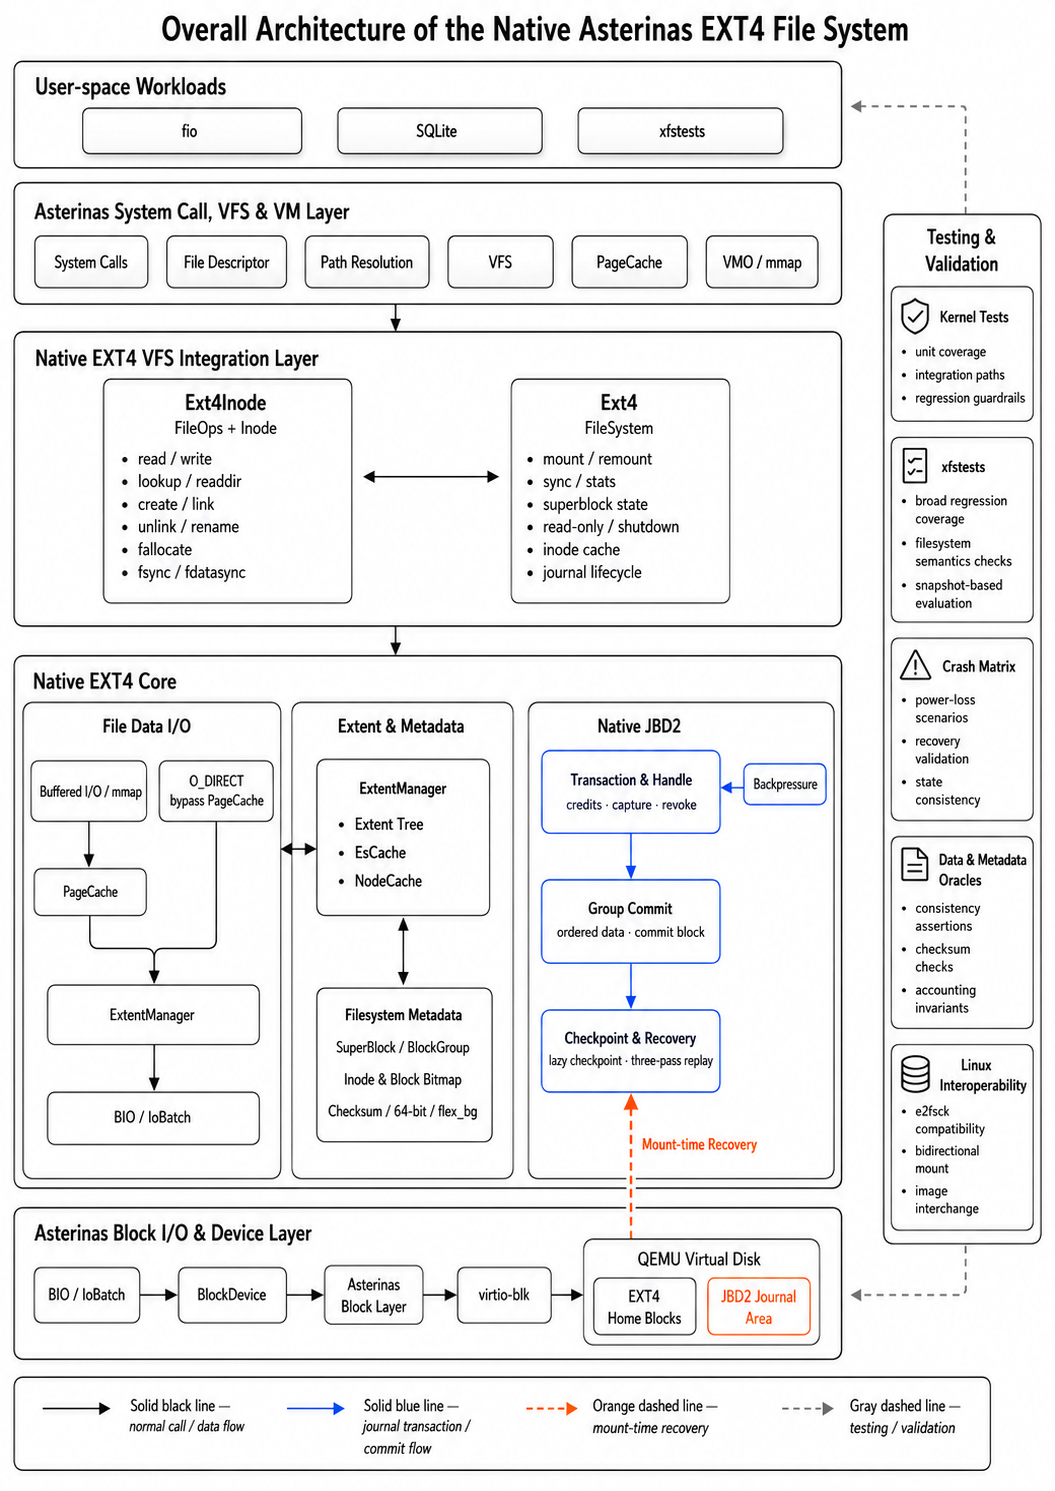 Overall Architecture of the Native Asterinas EXT4 File System
User-space Workloads
fio
SQLite
xfstests
Asterinas System Call, VFS & VM Layer
System Calls
File Descriptor
Path Resolution
VFS
PageCache
VMO / mmap
Native EXT4 VFS Integration Layer
Ext4Inode
FileOps + Inode
• read / write
• lookup / readdir
• create / link
• unlink / rename
• fallocate
• fsync / fdatasync
Ext4
FileSystem
• mount / remount
• sync / stats
• superblock state
• read-only / shutdown
• inode cache
• journal lifecycle
Native EXT4 Core
File Data I/O
Buffered I/O / mmap
O_DIRECT
bypass PageCache
PageCache
ExtentManager
BIO / IoBatch
Extent & Metadata
ExtentManager
• Extent Tree
• EsCache
• NodeCache
Filesystem Metadata
SuperBlock / BlockGroup
Inode & Block Bitmap
Checksum / 64-bit / flex_bg
Native JBD2
Transaction & Handle
credits · capture · revoke
Backpressure
Group Commit
ordered data · commit block
Checkpoint & Recovery
lazy checkpoint · three-pass replay
Mount-time Recovery
Asterinas Block I/O & Device Layer
BIO / IoBatch
BlockDevice
Asterinas
Block Layer
virtio-blk
QEMU Virtual Disk
EXT4
Home Blocks
JBD2 Journal
Area
Testing &
Validation
Kernel Tests
• unit coverage
• integration paths
• regression guardrails
xfstests
• broad regression
coverage
• filesystem
semantics checks
• snapshot-based
evaluation
Crash Matrix
• power-loss
scenarios
• recovery
validation
• state
consistency
Data & Metadata
Oracles
• consistency
assertions
• checksum
checks
• accounting
invariants
Linux
Interoperability
• e2fsck
compatibility
• bidirectional
mount
• image
interchange
Solid black line —
normal call / data flow
Solid blue line —
journal transaction /
commit flow
Orange dashed line —
mount-time recovery
Gray dashed line —
testing / validation